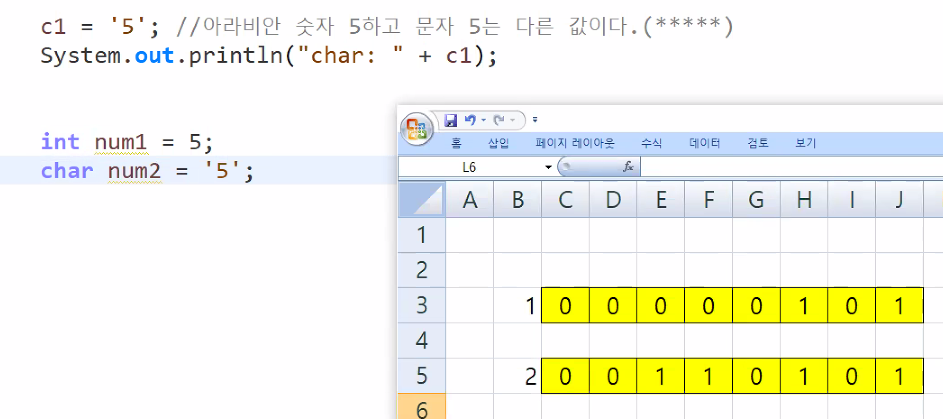 c1 = '5'; //아라비안 숫자 5하고 문자 5는 다른 값이다.(*****)
System.out.println("char: " + c1);
int num1 = 5;
char num2 = '5';
홈 삽입 페이지 레이아웃 수식 데이터 검토 보기
L6 fx
A B C D E F G H I J
1
2
3 1 0 0 0 0 0 1 0 1
4
5 2 0 0 1 1 0 1 0 1
6